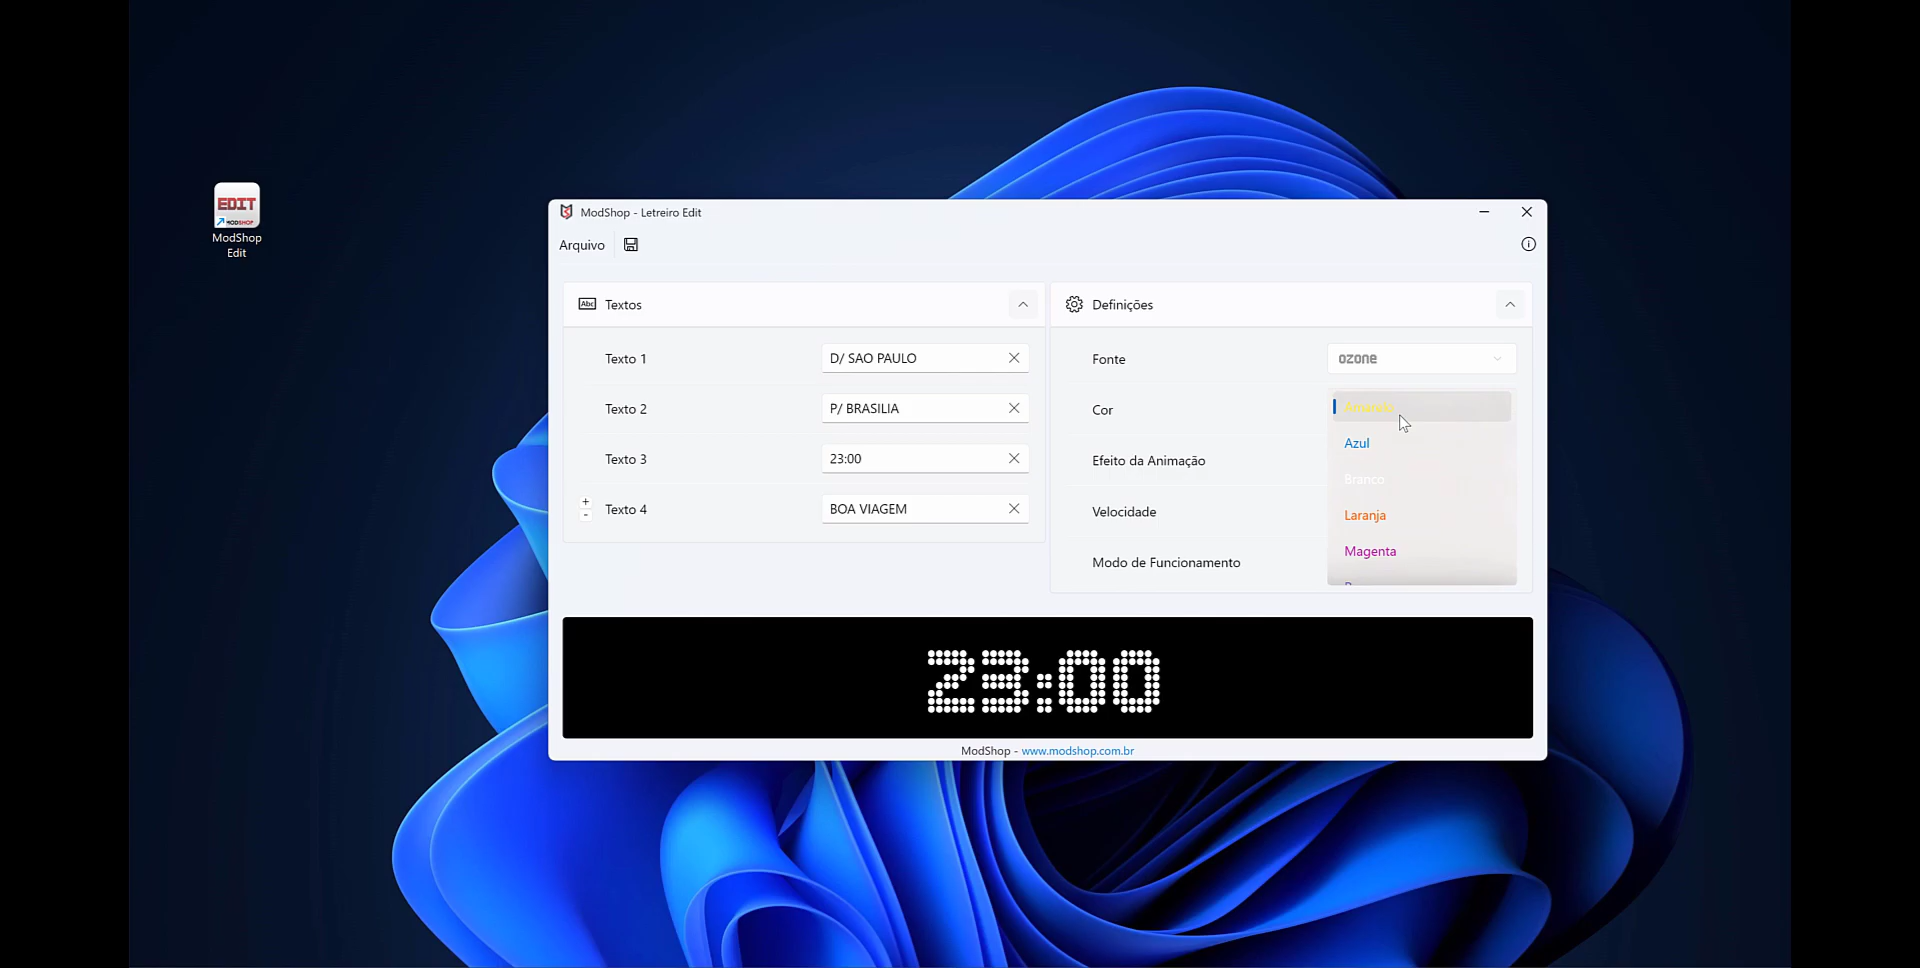 EDIT
MODSHOP
ModShop
Edit
ModShop - Letreiro Edit
Arquivo
Abc Textos
Texto 1 D/ SAO PAULO
Texto 2 P/ BRASILIA
Texto 3 23:00
+
-
Texto 4 BOA VIAGEM
Definições
Fonte ozone
Cor
Amarelo
Azul
Branco
Laranja
Magenta
Efeito da Animação
Velocidade
Modo de Funcionamento
23:00
ModShop - www.modshop.com.br